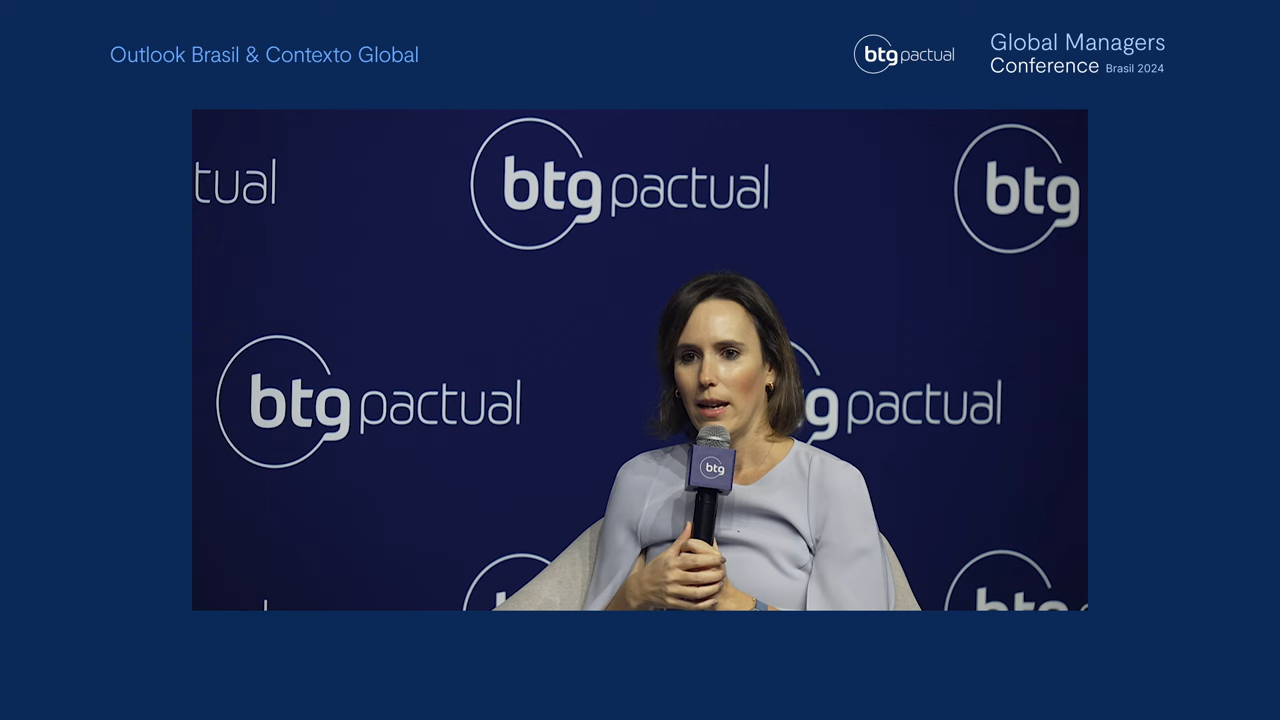 Outlook Brasil & Contexto Global
btg pactual
Global Managers
Conference Brasil 2024
tual
btg pactual
btg
btg pactual
g pactual
btg
btg